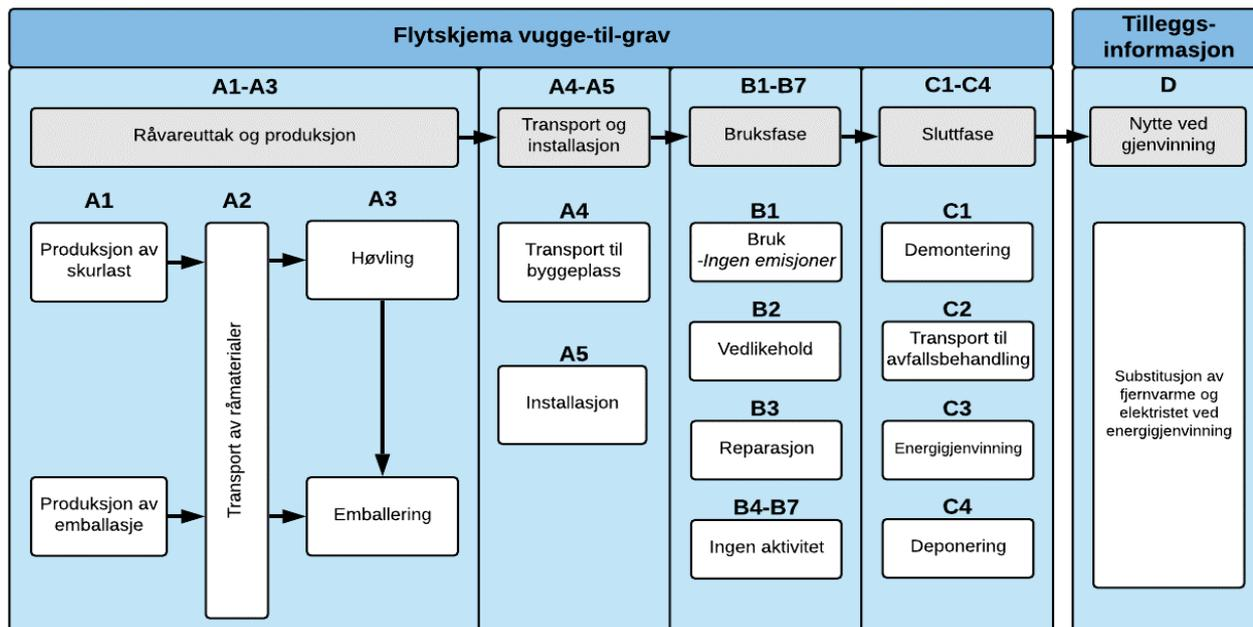 Flytskjema vugge-til-grav
Tilleggs-
informasjon
A1-A3
A4-A5
B1-B7
C1-C4
D
Råvareuttak og produksjon
Transport og
installasjon
Bruksfase
Sluttfase
Nytte ved
gjenvinning
A1
Produksjon av
skurlast
Produksjon av
emballasje
A2
Transport av råmaterialer
A3
Høvling
Emballering
A4
Transport til
byggeplass
A5
Installasjon
B1
Bruk
-Ingen emisjoner
B2
Vedlikehold
B3
Reparasjon
B4-B7
Ingen aktivitet
C1
Demontering
C2
Transport til
avfallsbehandling
C3
Energigjenvinning
C4
Deponering
Substitusjon av
fjernvarme og
elektristet ved
energigjenvinning